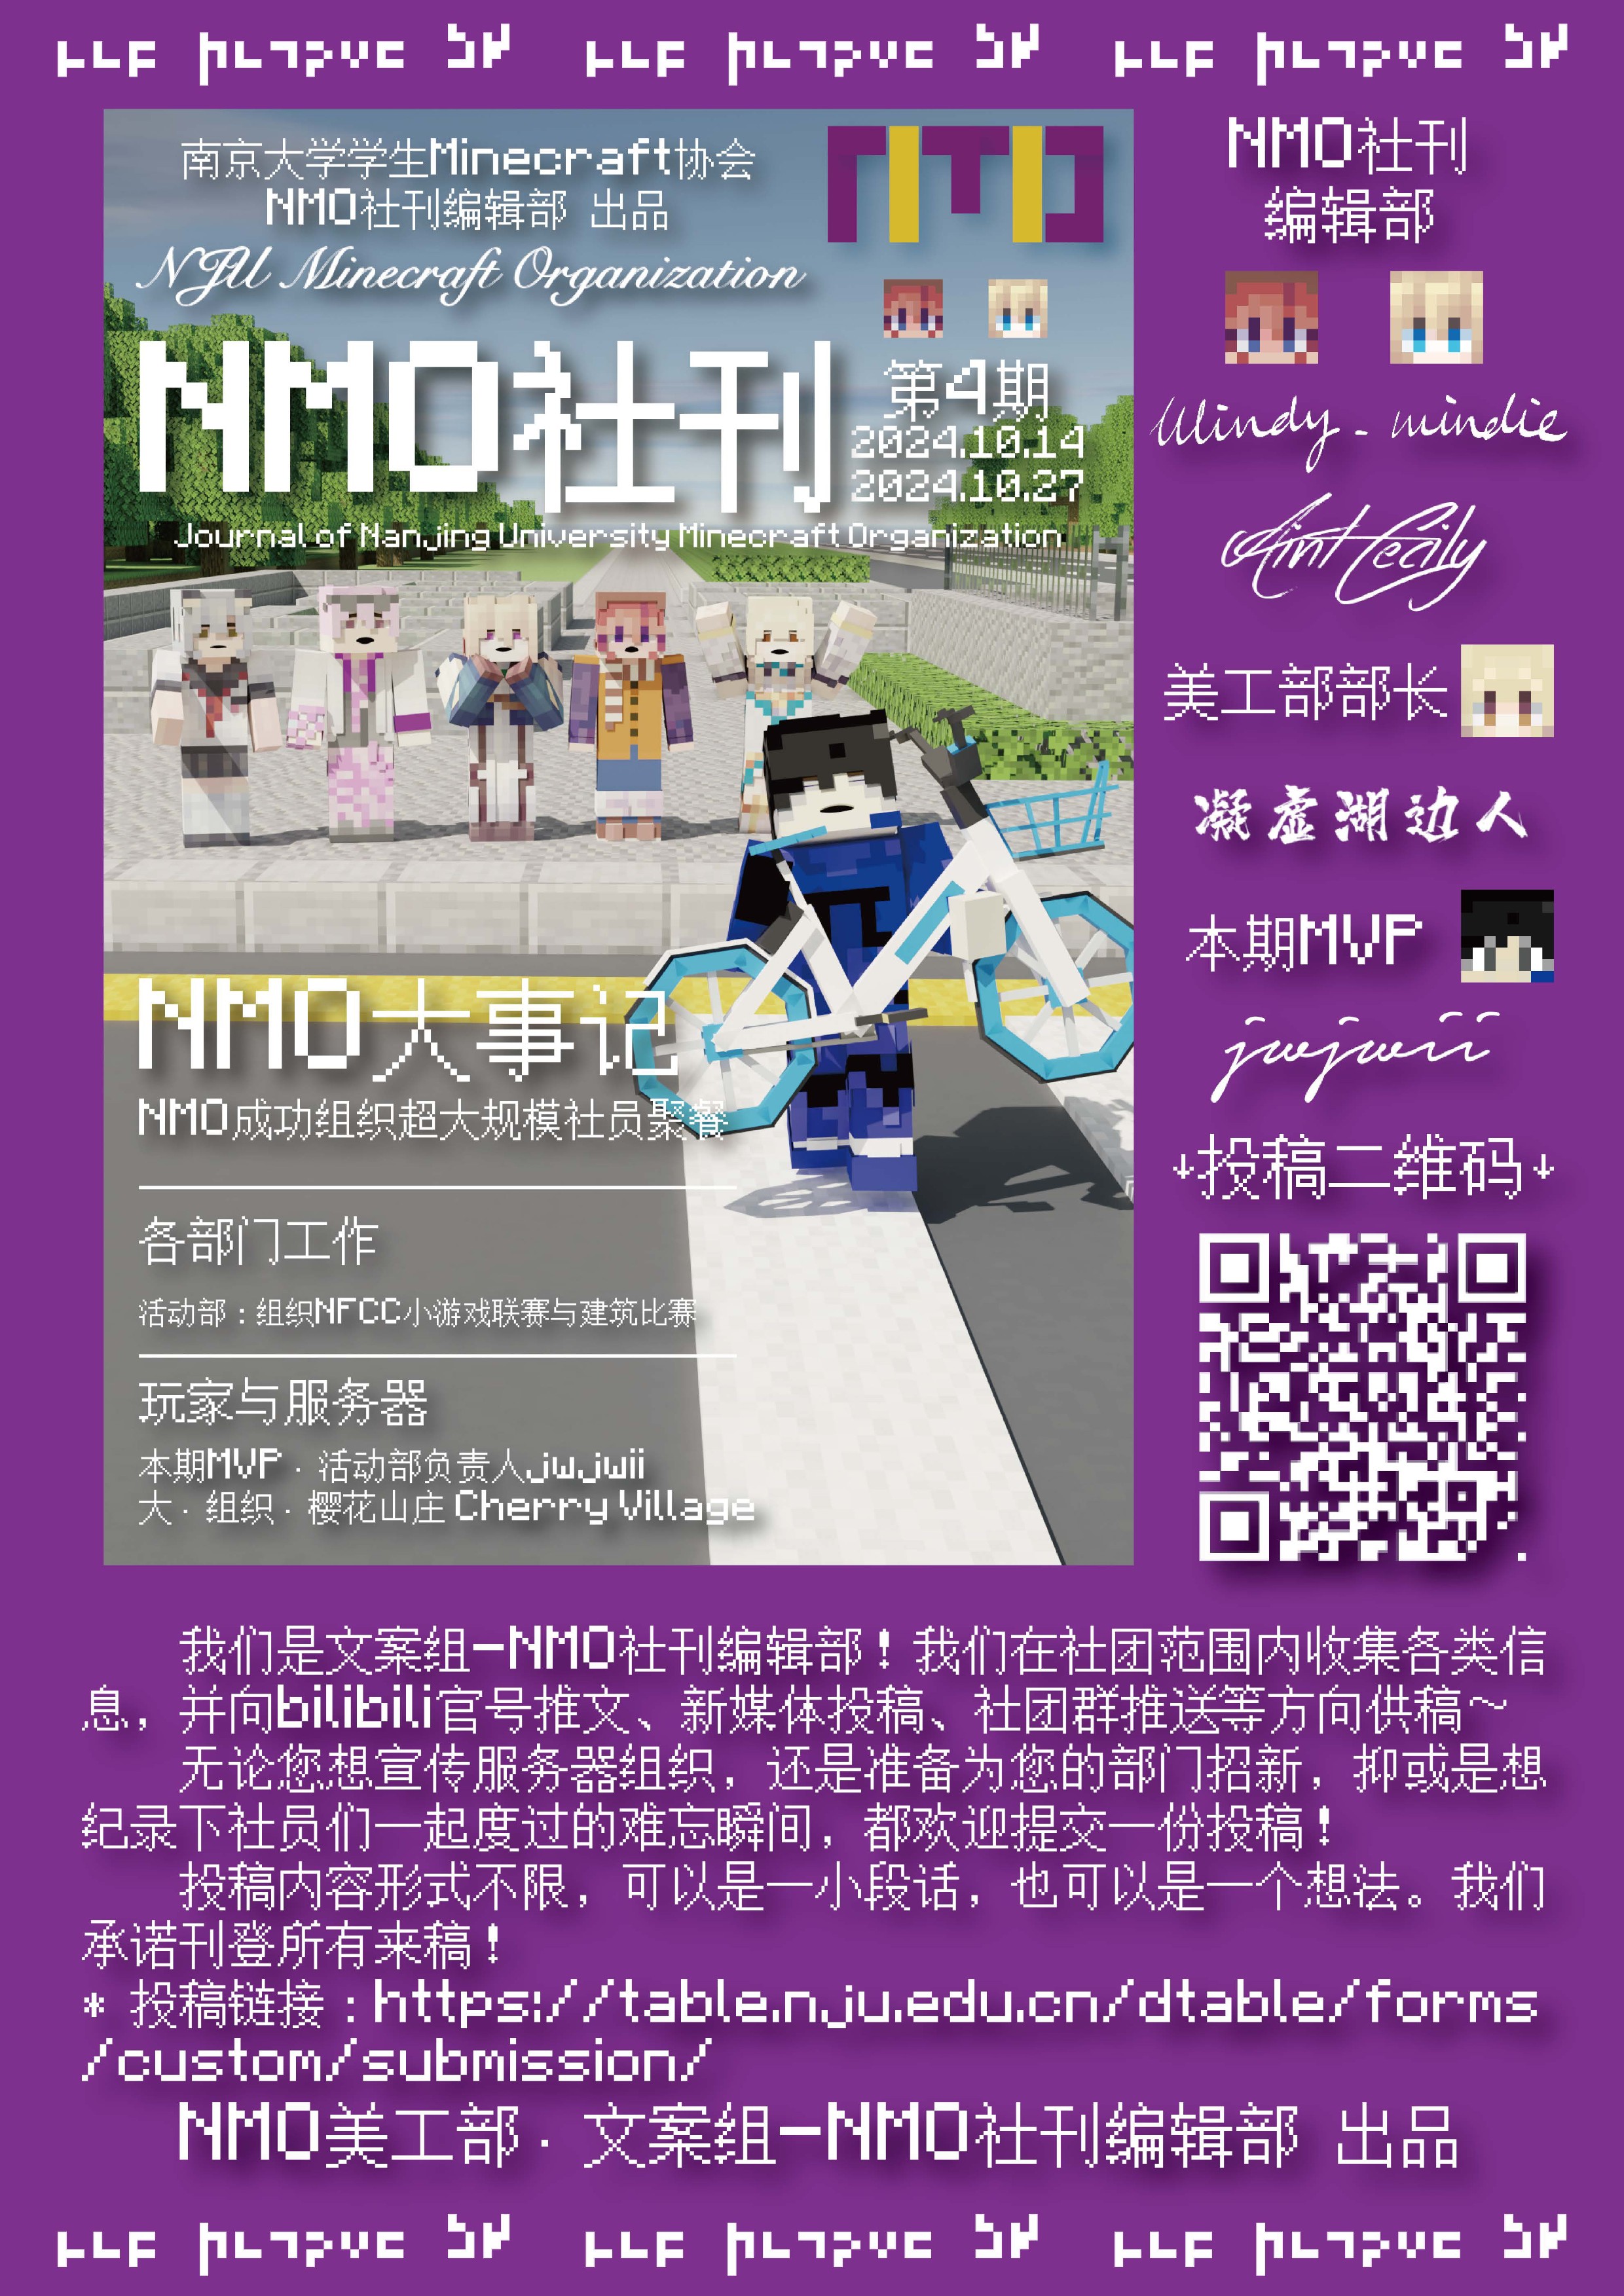 南京大学学生Minecraft协会
NMO社刊编辑部 出品
NJU Minecraft Organization
NMO
NMO社刊
第4期
2024.10.14
2024.10.27
Journal of Nanjing University Minecraft Organization
NMO大事记
NMO成功组织超大规模社员聚餐
各部门工作
活动部：组织NFCC小游戏联赛与建筑比赛
玩家与服务器
本期MVP · 活动部负责人jwjwii
大 · 组织 · 樱花山庄 Cherry Village
NMO社刊
编辑部
Windy_mindie
AintCecily
美工部部长
凝虚湖边人
本期MVP
jwjwii
↓投稿二维码↓
我们是文案组-NMO社刊编辑部！我们在社团范围内收集各类信
息，并向bilibili官号推文、新媒体投稿、社团群推送等方向供稿~
无论您想宣传服务器组织，还是准备为您的部门招新，抑或是想
纪录下社员们一起度过的难忘瞬间，都欢迎提交一份投稿！
投稿内容形式不限，可以是一小段话，也可以是一个想法。我们
承诺刊登所有来稿！
* 投稿链接：https://table.nju.edu.cn/dtable/forms
/custom/submission/
NMO美工部 · 文案组-NMO社刊编辑部 出品